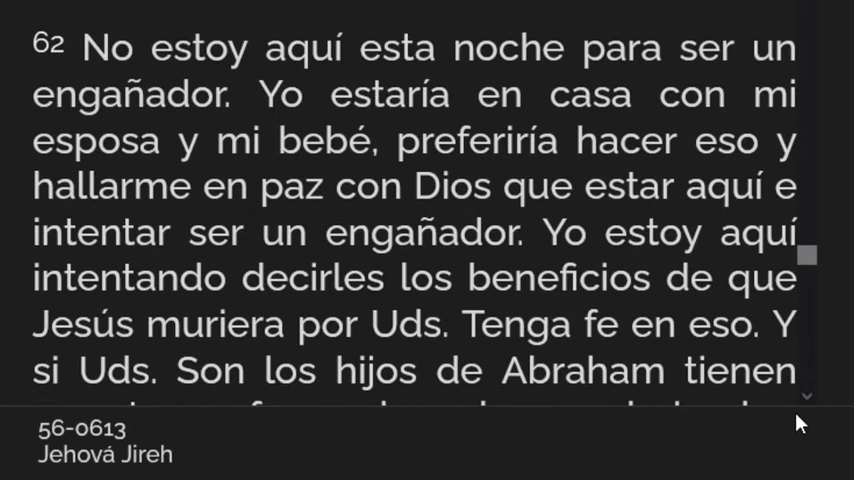 62 No estoy aquí esta noche para ser un
engañador. Yo estaría en casa con mi
esposa y mi bebé, preferiría hacer eso y
hallarme en paz con Dios que estar aquí e
intentar ser un engañador. Yo estoy aquí
intentando decirles los beneficios de que
Jesús muriera por Uds. Tenga fe en eso. Y
si Uds. Son los hijos de Abraham tienen
56-0613
Jehová Jireh